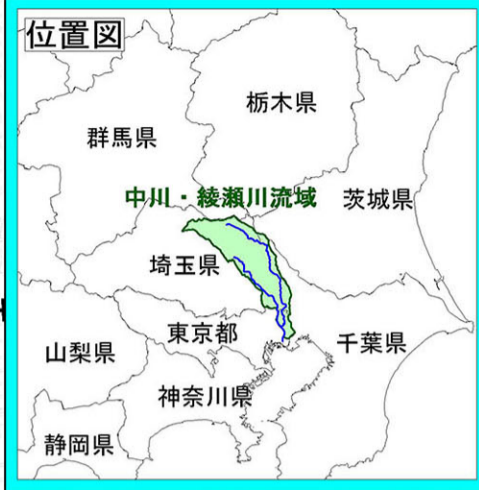 位置図
栃木県
群馬県
中川・綾瀬川流域
茨城県
埼玉県
東京都
千葉県
山梨県
神奈川県
静岡県